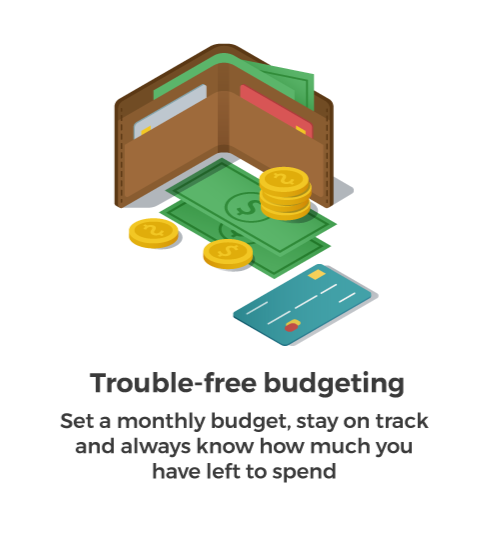 Trouble-free budgeting
Set a monthly budget, stay on track
and always know how much you
have left to spend